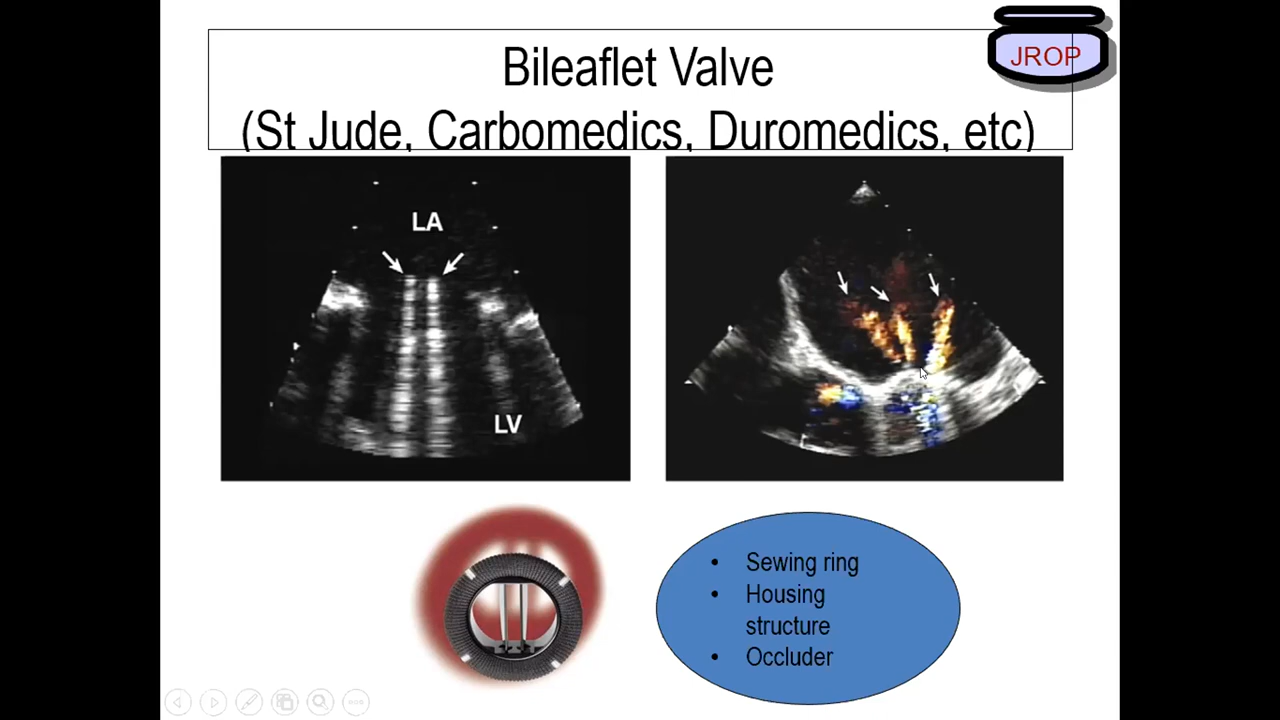 JROP
Bileaflet Valve
(St Jude, Carbomedics, Duromedics, etc)
LA
LV
• Sewing ring
• Housing
structure
• Occluder